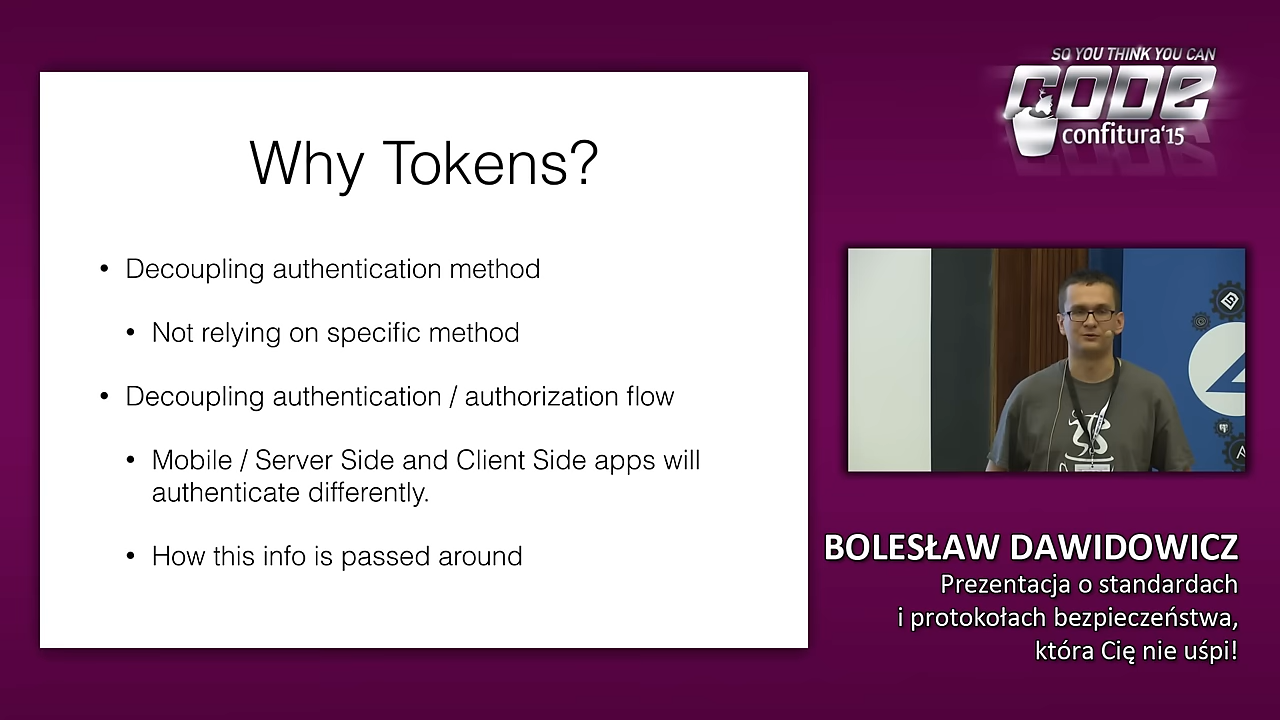 Why Tokens?
• Decoupling authentication method
• Not relying on specific method
• Decoupling authentication / authorization flow
• Mobile / Server Side and Client Side apps will
authenticate differently.
• How this info is passed around
SO YOU THINK YOU CAN
CODE
confitura'15
BOLESŁAW DAWIDOWICZ
Prezentacja o standardach
i protokołach bezpieczeństwa,
która Cię nie uśpi!